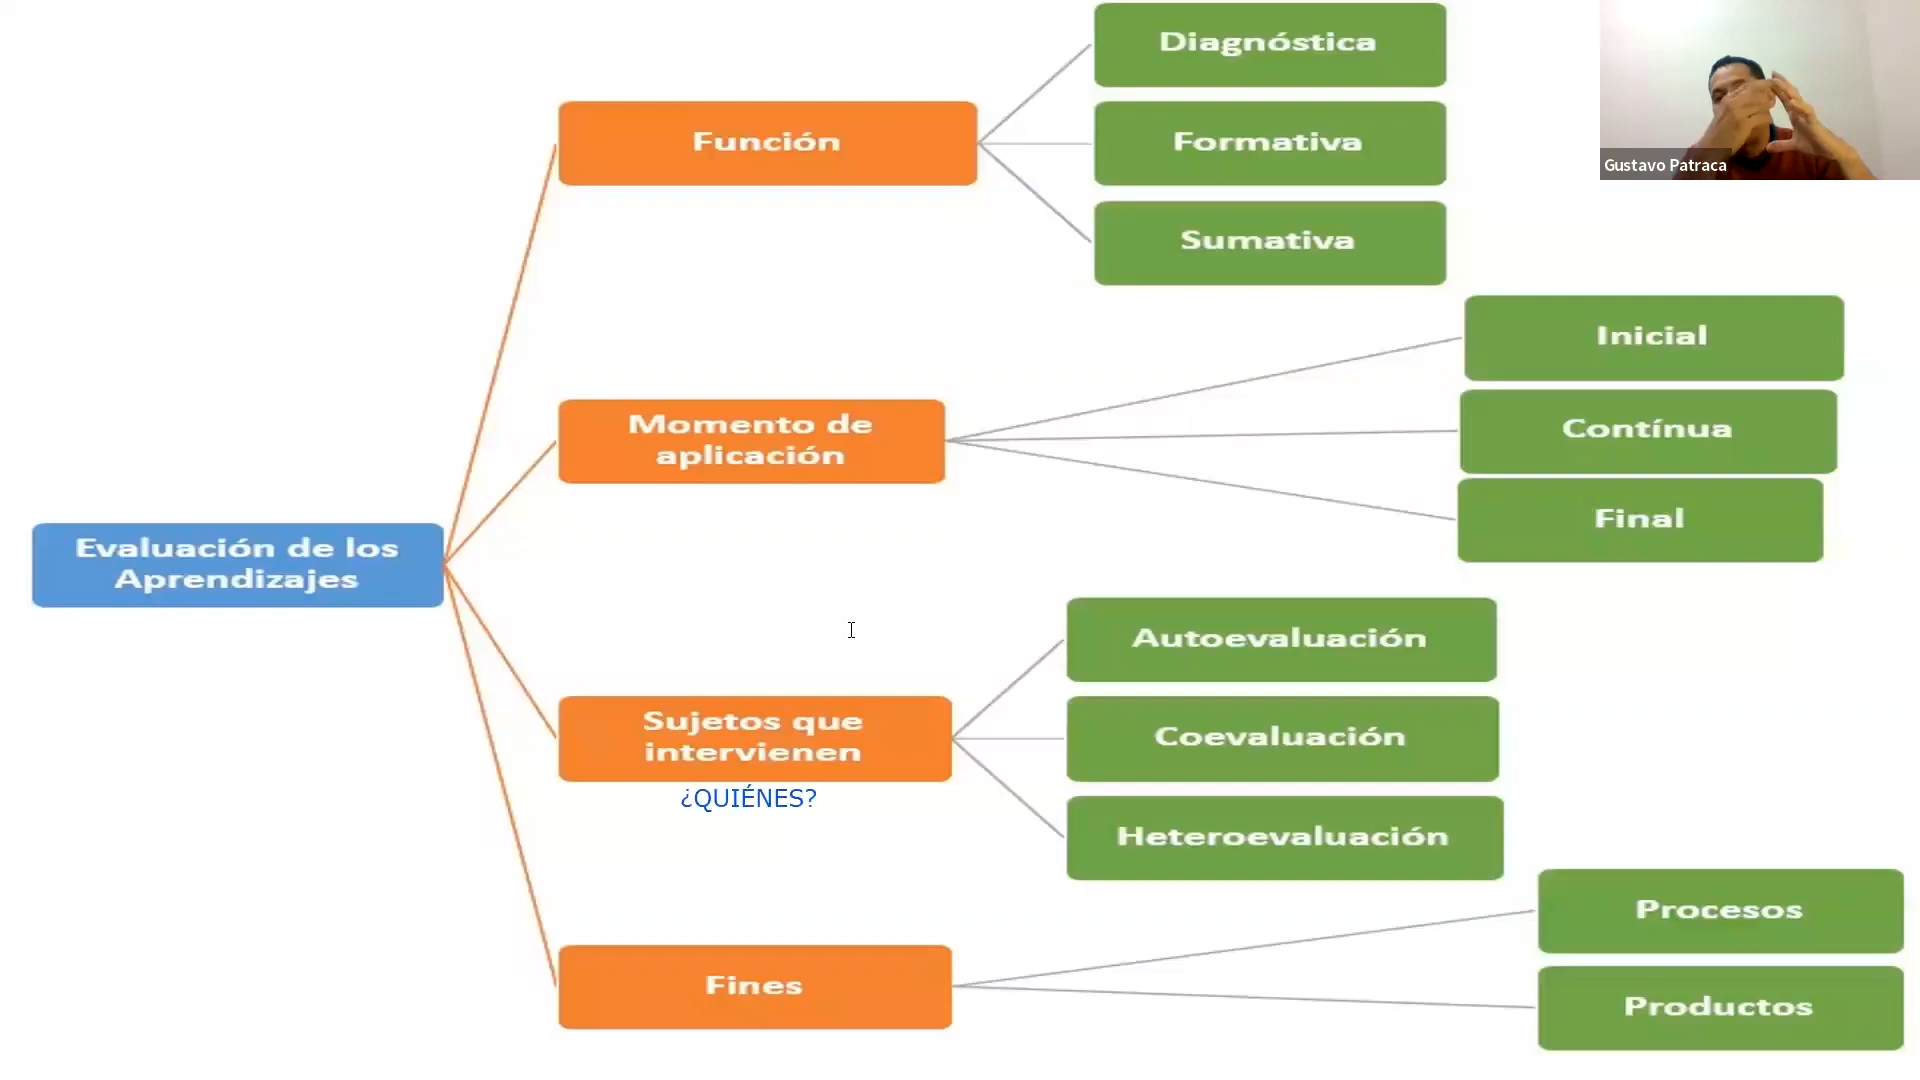 Diagnóstica
Función
Formativa
Gustavo Patraca
Sumativa
Inicial
Momento de
aplicación
Contínua
Final
Evaluación de los
Aprendizajes
Autoevaluación
Sujetos que
intervienen
Coevaluación
¿QUIÉNES?
Heteroevaluación
Procesos
Fines
Productos